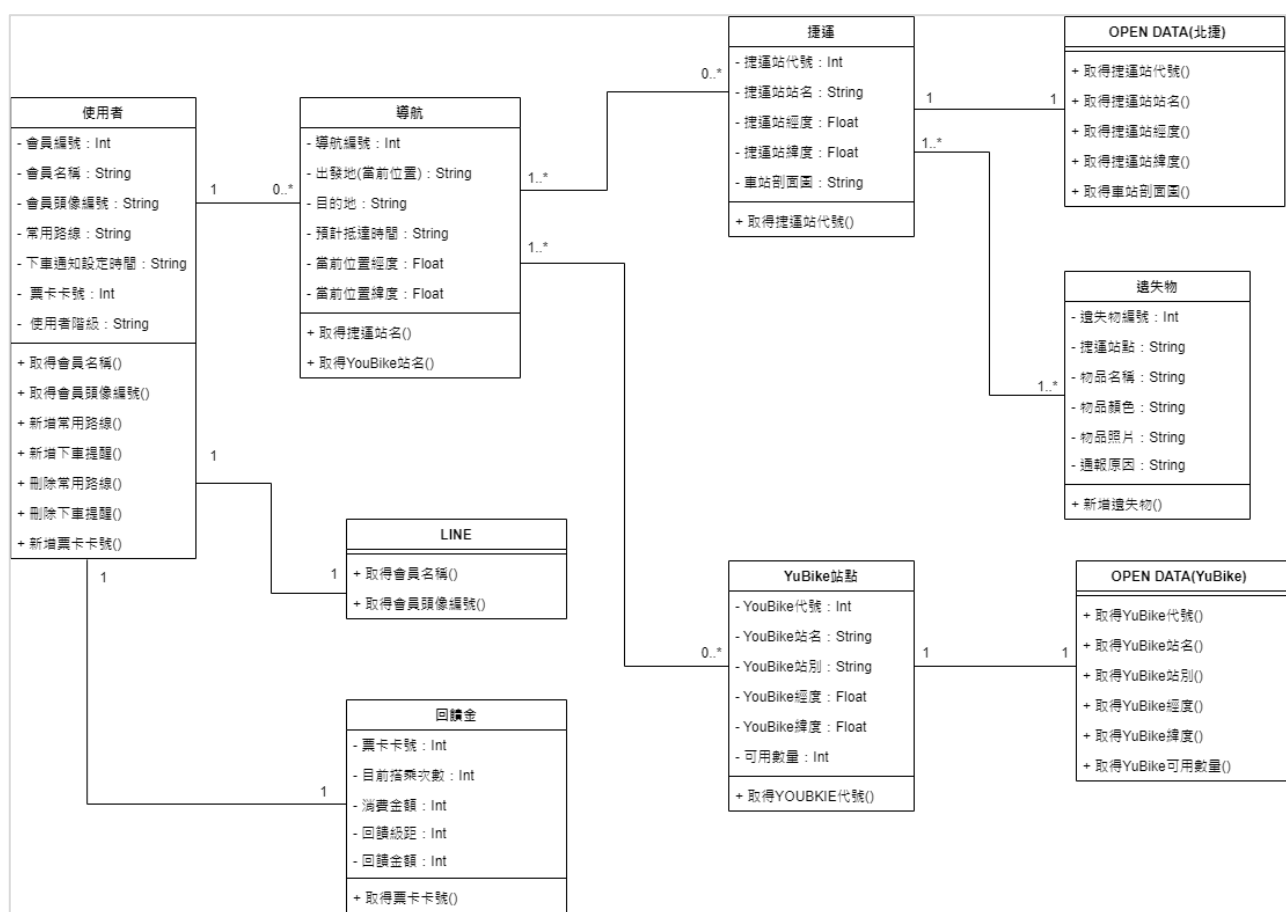 使用者
- 會員編號：Int
- 會員名稱：String
- 會員頭像編號：String
- 常用路線：String
- 下車通知設定時間：String
- 票卡卡號：Int
- 使用者階級：String
+ 取得會員名稱()
+ 取得會員頭像編號()
+ 新增常用路線()
+ 新增下車提醒()
+ 刪除常用路線()
+ 刪除下車提醒()
+ 新增票卡卡號()
1
0..*
導航
- 導航編號：Int
- 出發地(當前位置)：String
- 目的地：String
- 預計抵達時間：String
- 當前位置經度：Float
- 當前位置緯度：Float
+ 取得捷運站名()
+ 取得YouBike站名()
1..*
0..*
1..*
0..*
捷運
- 捷運站代號：Int
- 捷運站站名：String
- 捷運站經度：Float
- 捷運站緯度：Float
- 車站剖面圖：String
+ 取得捷運站代號()
1
1
OPEN DATA(北捷)
+ 取得捷運站代號()
+ 取得捷運站站名()
+ 取得捷運站經度()
+ 取得捷運站緯度()
+ 取得車站剖面圖()
1..*
1..*
遺失物
- 遺失物編號：Int
- 捷運站點：String
- 物品名稱：String
- 物品顏色：String
- 物品照片：String
- 通報原因：String
+ 新增遺失物()
1
1
LINE
+ 取得會員名稱()
+ 取得會員頭像編號()
YuBike站點
- YouBike代號：Int
- YouBike站名：String
- YouBike站別：String
- YouBike經度：Float
- YouBike緯度：Float
- 可用數量：Int
+ 取得YOUBKIE代號()
1
1
OPEN DATA(YuBike)
+ 取得YuBike代號()
+ 取得YuBike站名()
+ 取得YuBike站別()
+ 取得YuBike經度()
+ 取得YuBike緯度()
+ 取得YuBike可用數量()
1
1
回饋金
- 票卡卡號：Int
- 目前搭乘次數：Int
- 消費金額：Int
- 回饋級距：Int
- 回饋金額：Int
+ 取得票卡卡號()